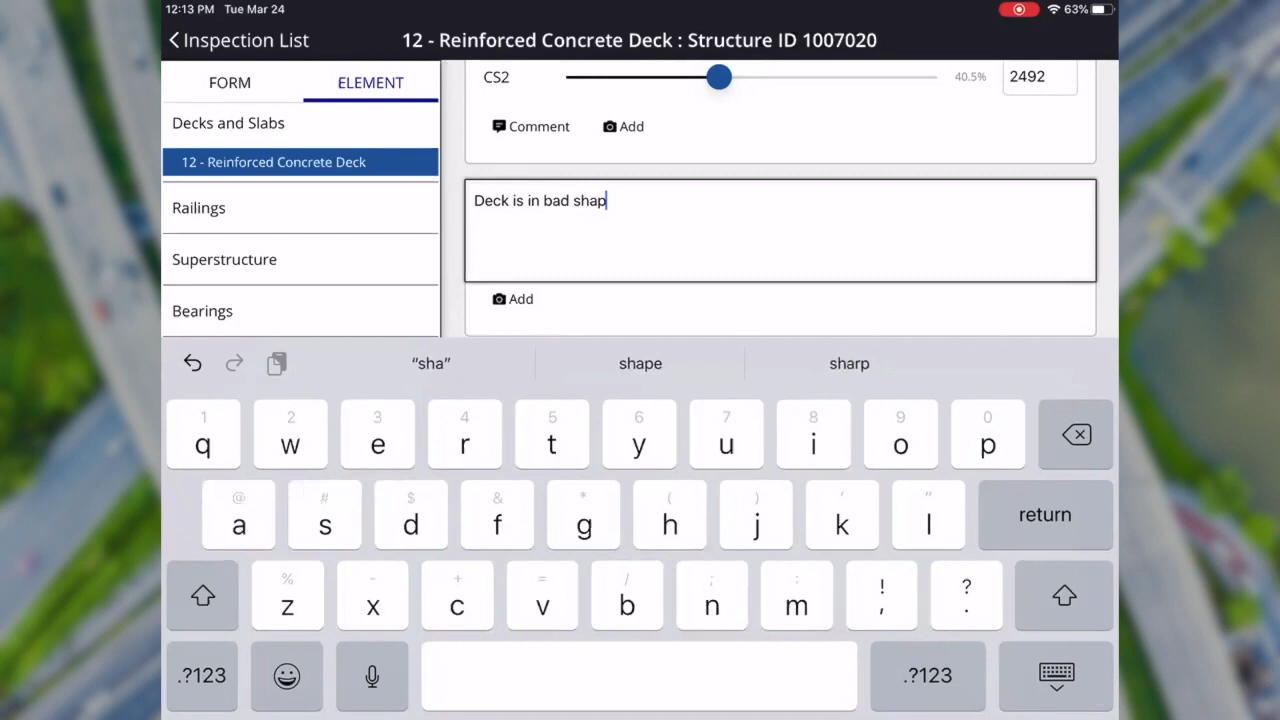 12:13 PM Tue Mar 24
63%
Inspection List
12 - Reinforced Concrete Deck : Structure ID 1007020
FORM
ELEMENT
Decks and Slabs
12 - Reinforced Concrete Deck
Railings
Superstructure
Bearings
CS2
40.5%
2492
Comment
Add
Deck is in bad shap
Add
“sha”
shape
sharp
1 2 3 4 5 6 7 8 9 0
q w e r t y u i o p
@ # $ & * ( ) ' "
a s d f g h j k l
return
% - + = / ; : ! ?
z x c v b n m , .
.?123
.?123